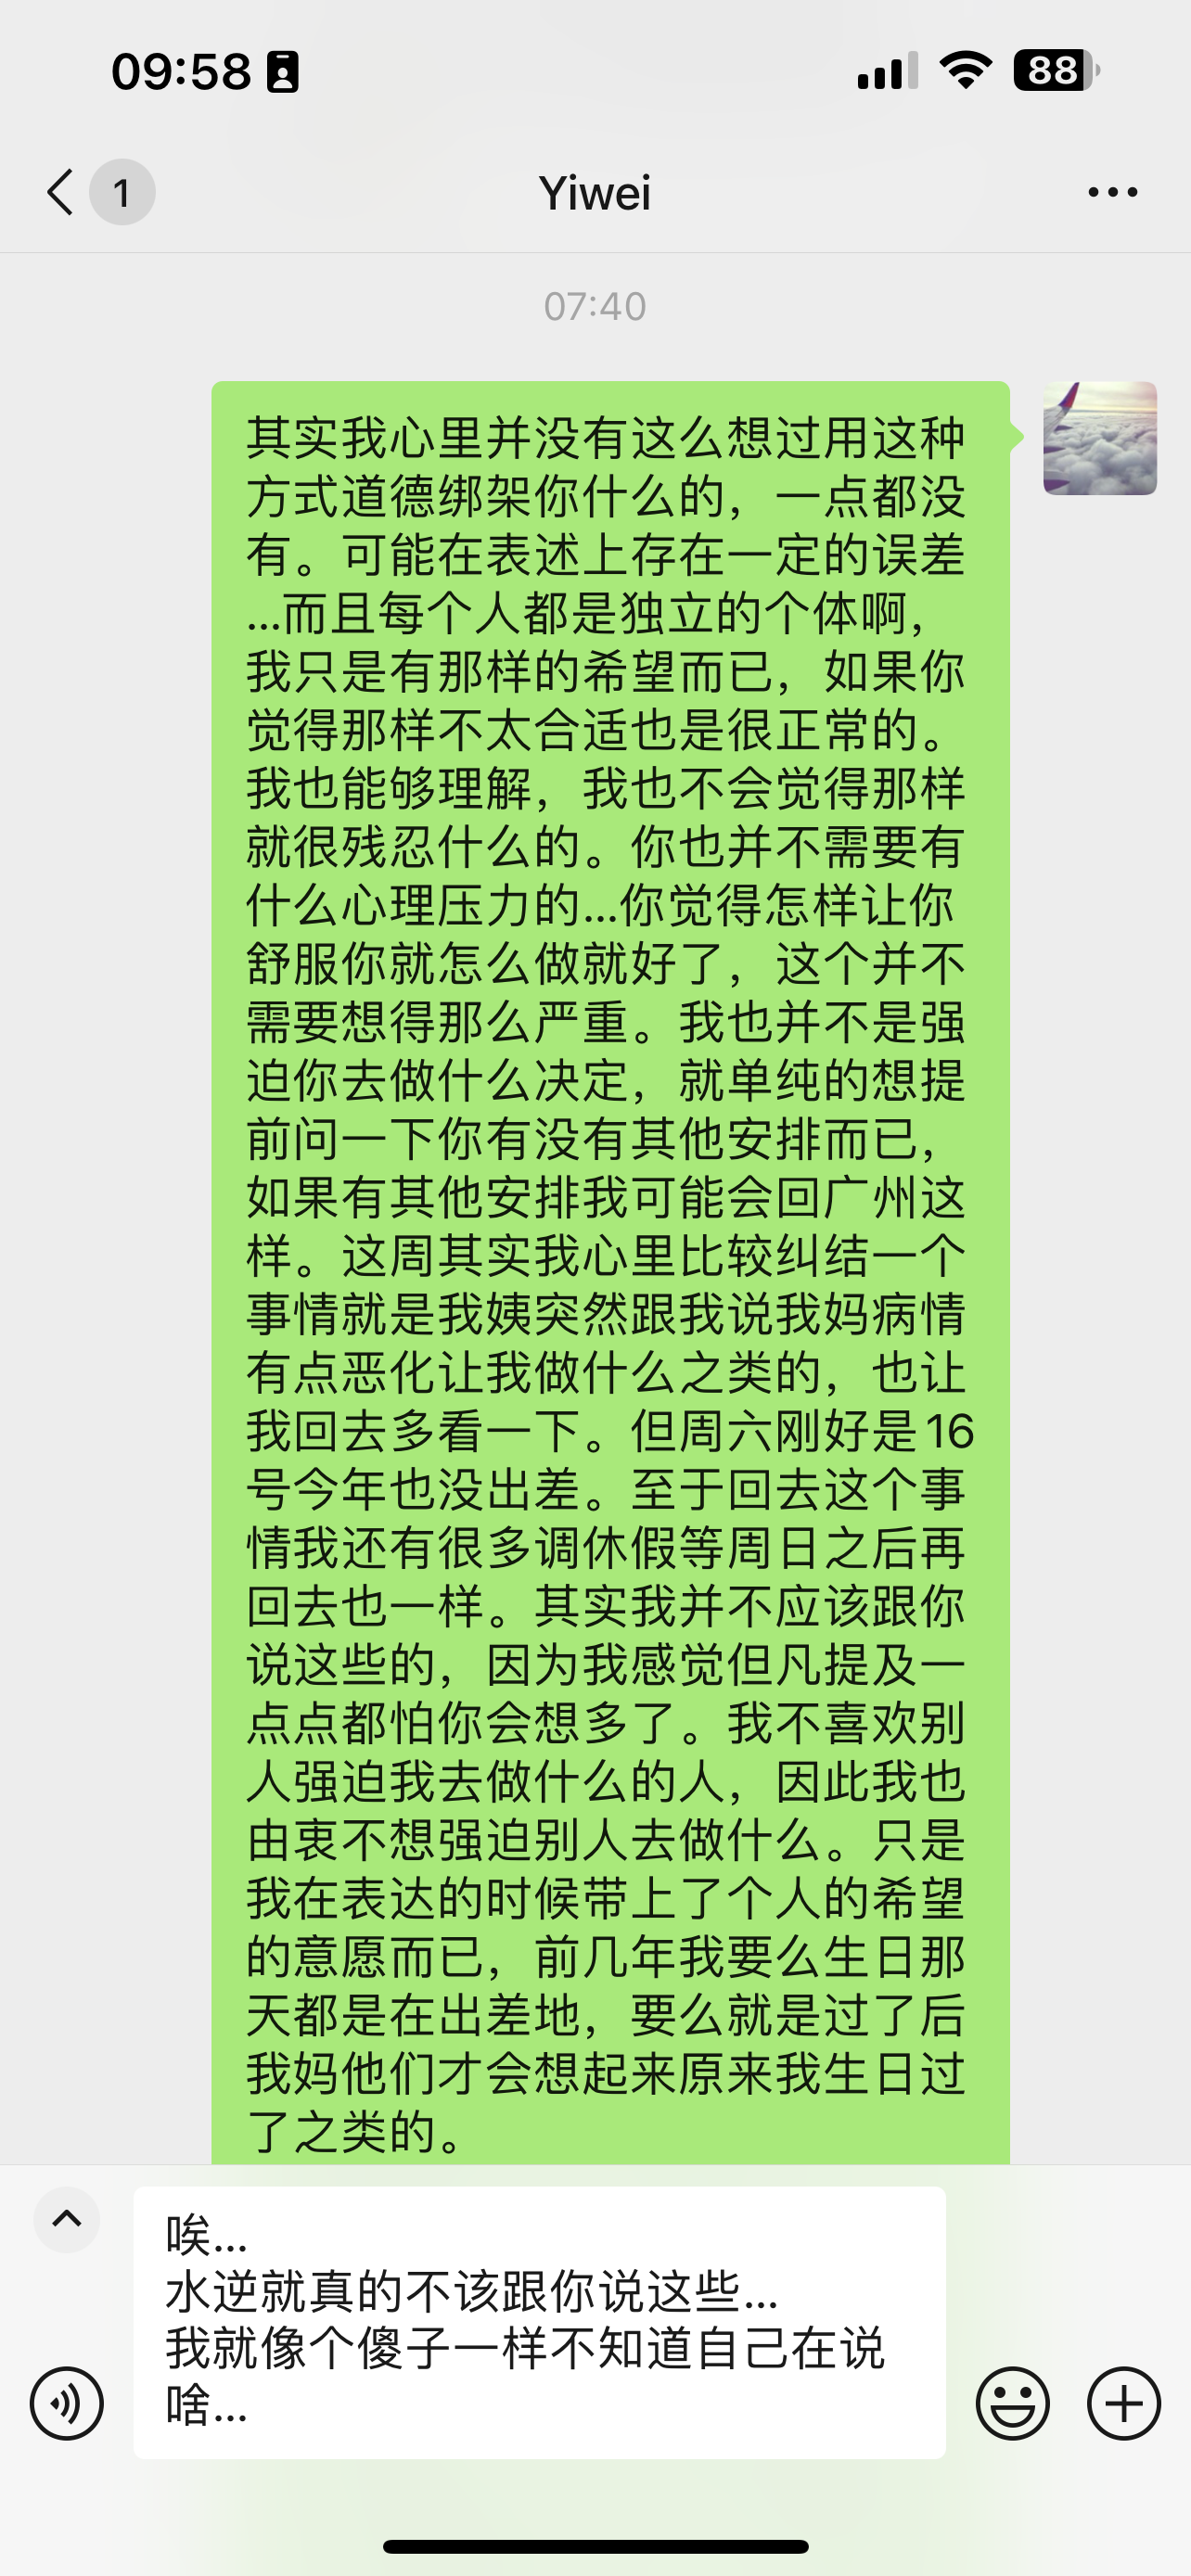 09:58
88
1
Yiwei
07:40
其实我心里并没有这么想过用这种
方式道德绑架你什么的，一点都没
有。可能在表述上存在一定的误差
...而且每个人都是独立的个体啊，
我只是有那样的希望而已，如果你
觉得那样不太合适也是很正常的。
我也能够理解，我也不会觉得那样
就很残忍什么的。你也并不需要有
什么心理压力的...你觉得怎样让你
舒服你就怎么做就好了，这个并不
需要想得那么严重。我也并不是强
迫你去做什么决定，就单纯的想提
前问一下你有没有其他安排而已，
如果有其他安排我可能会回广州这
样。这周其实我心里比较纠结一个
事情就是我姨突然跟我说我妈病情
有点恶化让我做什么之类的，也让
我回去多看一下。但周六刚好是16
号今年也没出差。至于回去这个事
情我还有很多调休假等周日之后再
回去也一样。其实我并不应该跟你
说这些的，因为我感觉但凡提及一
点点都怕你会想多了。我不喜欢别
人强迫我去做什么的人，因此我也
由衷不想强迫别人去做什么。只是
我在表达的时候带上了个人的希望
的意愿而已，前几年我要么生日那
天都是在出差地，要么就是过了后
我妈他们才会想起来原来我生日过
了之类的。
唉...
水逆就真的不该跟你说这些...
我就像个傻子一样不知道自己在说
啥...